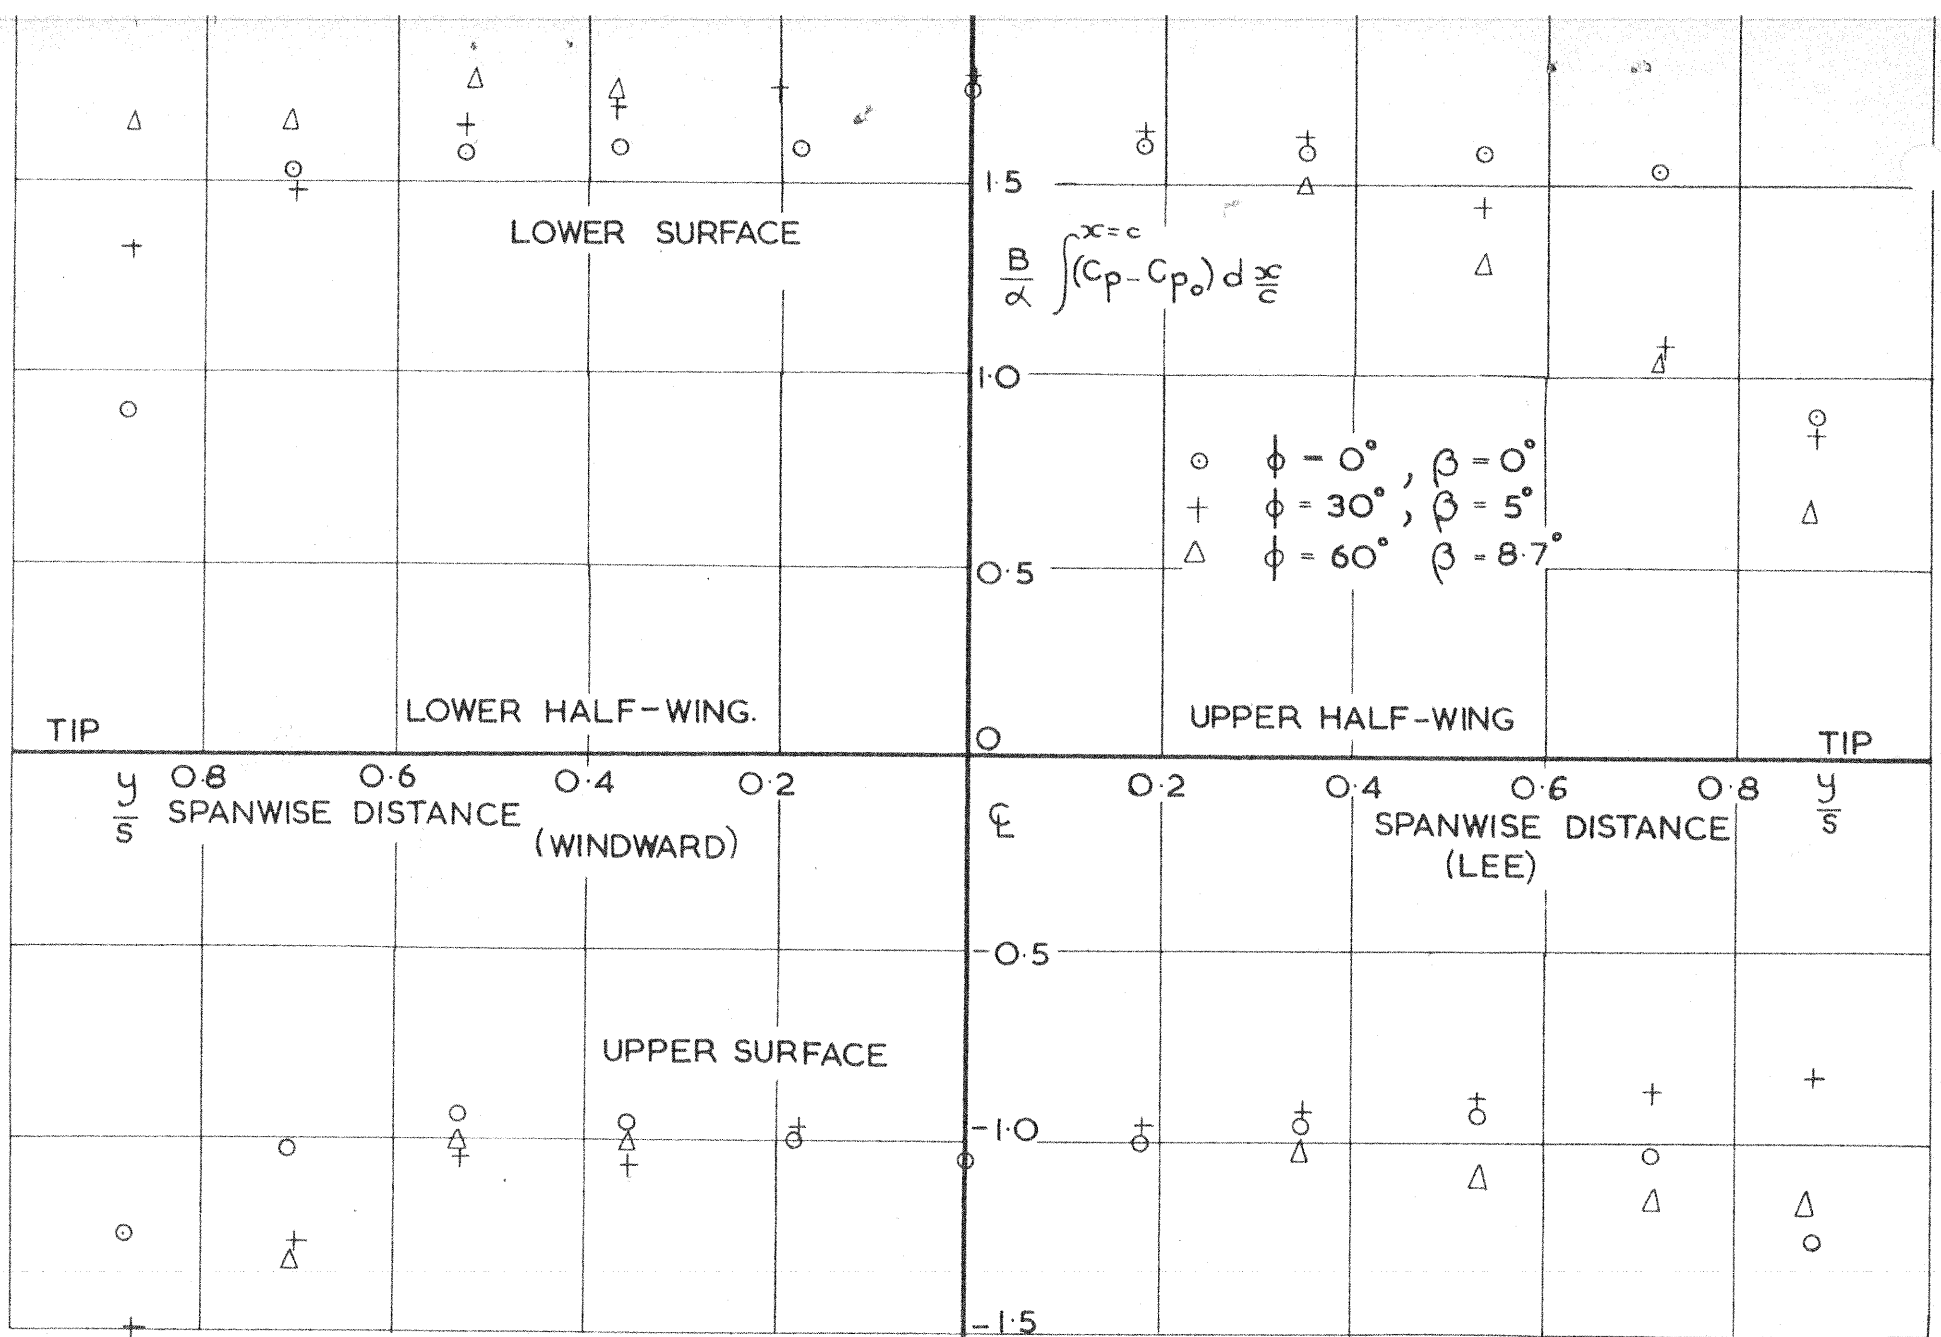 1.5
LOWER SURFACE
B/α ∫^{x=c} (Cp - Cp₀) d x/c
1.0
⊙ ϕ - 0°, β = 0°
+ ϕ = 30°, β = 5°
△ ϕ = 60° β = 8.7°
0.5
LOWER HALF-WING.
UPPER HALF-WING
TIP
0
TIP
y/s 0.8 0.6 0.4 0.2 0.2 0.4 0.6 0.8 y/s
SPANWISE DISTANCE
(WINDWARD)
℄
SPANWISE DISTANCE
(LEE)
-0.5
UPPER SURFACE
-1.0
-1.5